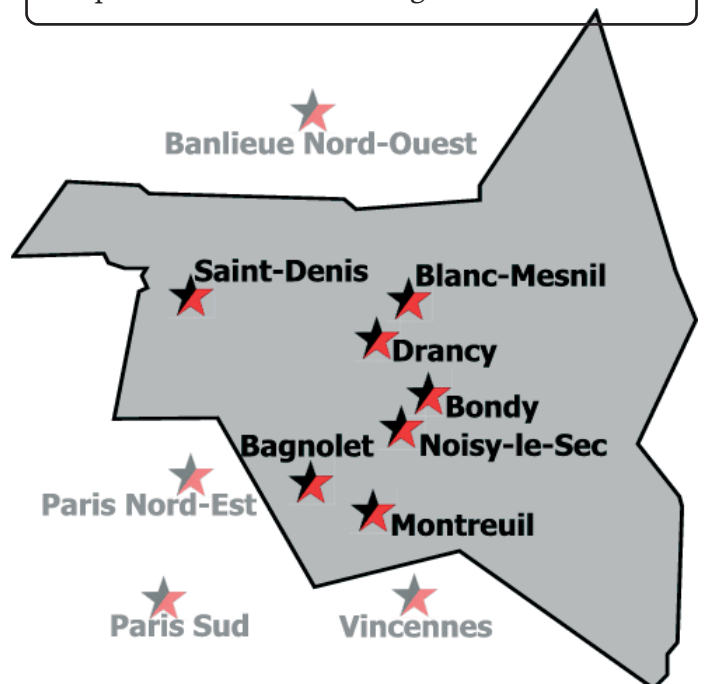 Banlieue Nord-Ouest
Saint-Denis
Blanc-Mesnil
Drancy
Bondy
Noisy-le-Sec
Bagnolet
Montreuil
Paris Nord-Est
Paris Sud
Vincennes